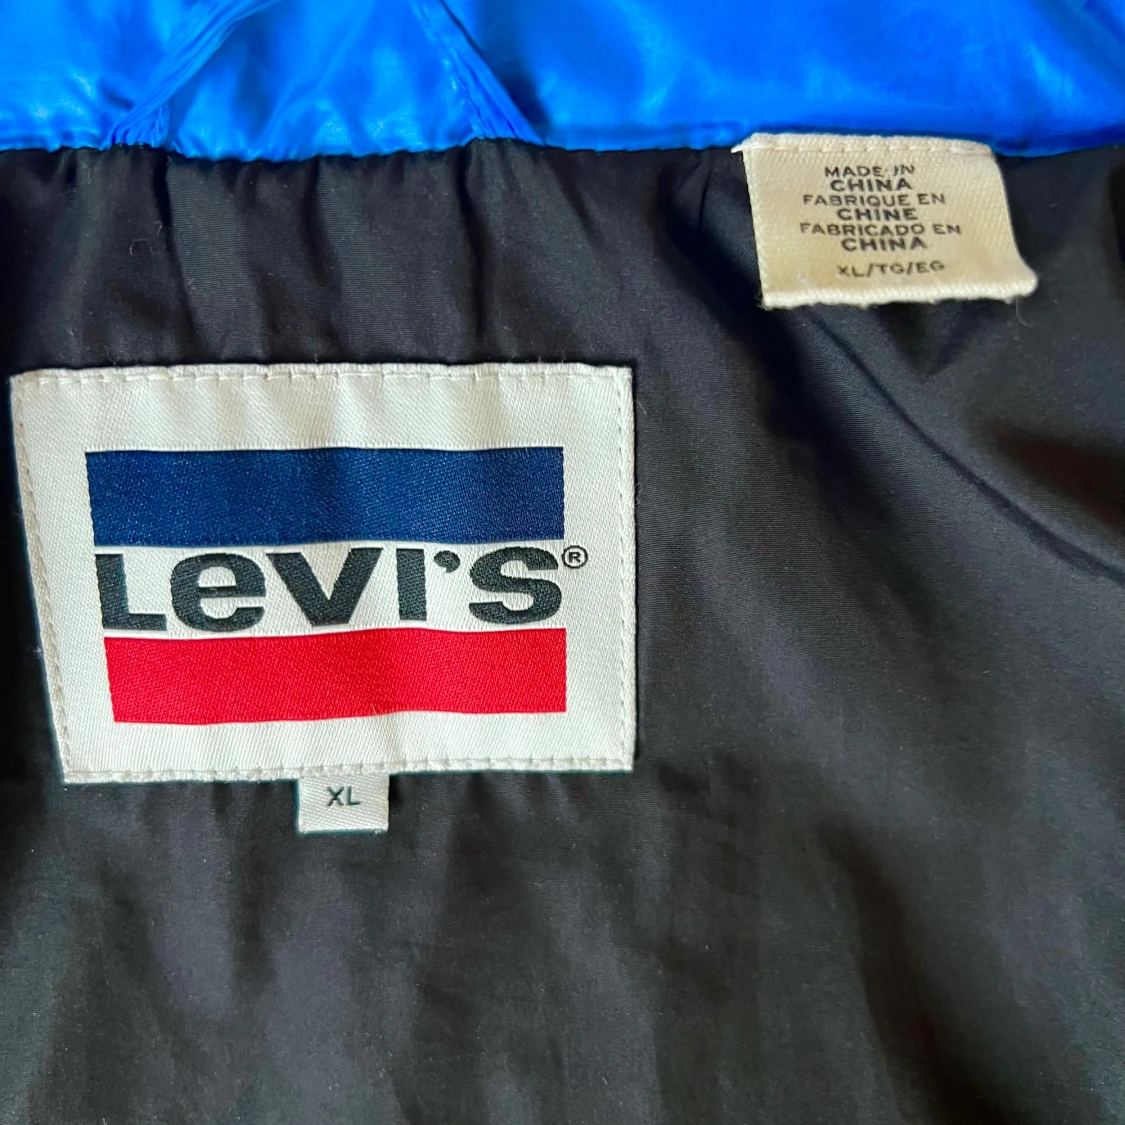 MADE IN
CHINA
FABRIQUE EN
CHINE
FABRICADO EN
CHINA
XL/TG/EG
Levi's®
XL